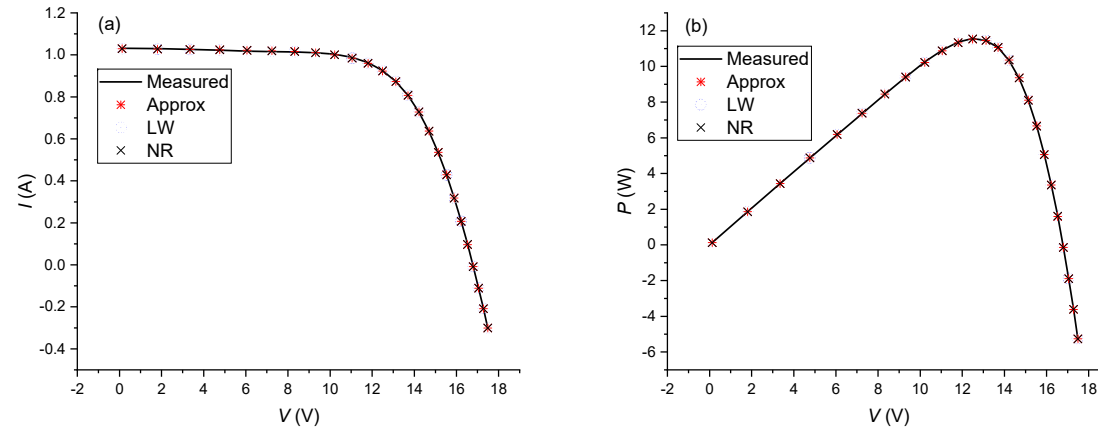 (a)
1.2
1.0
0.8
0.6
0.4
0.2
0.0
-0.2
-0.4
I (A)
Measured
Approx
LW
NR
-2 0 2 4 6 8 10 12 14 16 18
V (V)
(b)
12
10
8
6
4
2
0
-2
-4
-6
P (W)
Measured
Approx
LW
NR
-2 0 2 4 6 8 10 12 14 16 18
V (V)